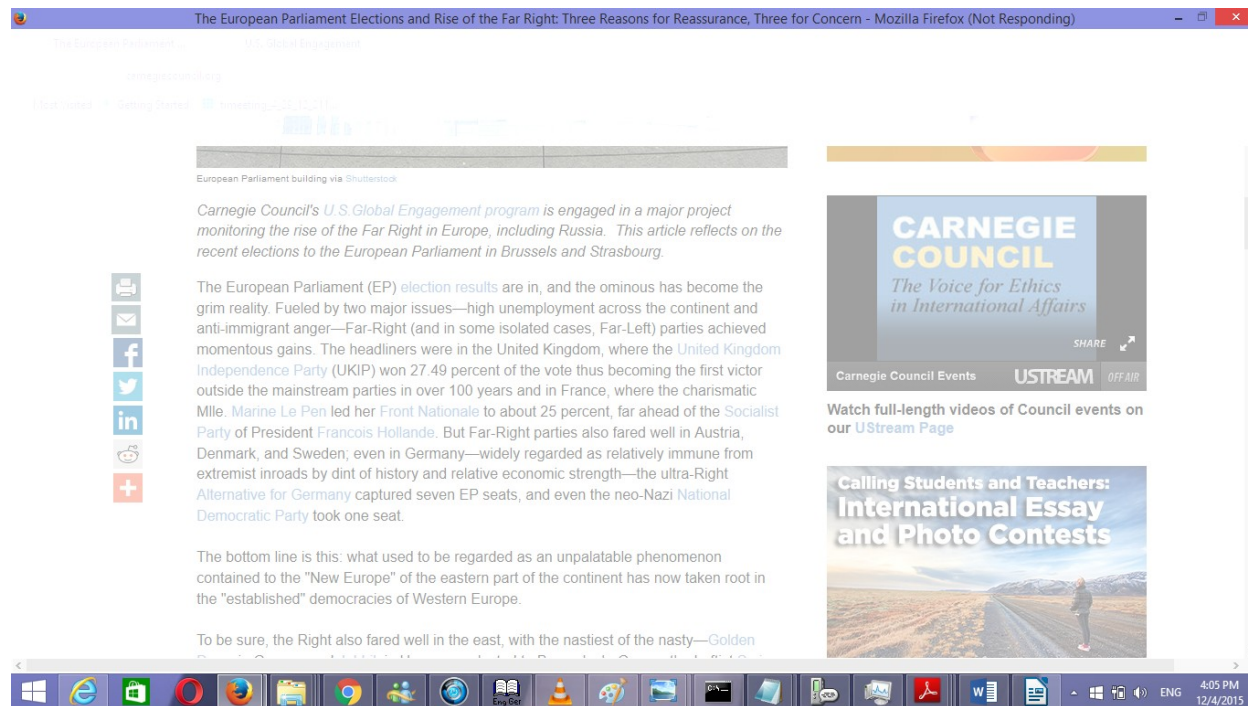 The European Parliament Elections and Rise of the Far Right: Three Reasons for Reassurance, Three for Concern - Mozilla Firefox (Not Responding)
The European Parliament
U.S. Global Engagement
Most Visited
Getting Started
European Parliament building via Shutterstock
Carnegie Council's U.S.Global Engagement program is engaged in a major project
monitoring the rise of the Far Right in Europe, including Russia. This article reflects on the
recent elections to the European Parliament in Brussels and Strasbourg.
The European Parliament (EP) election results are in, and the ominous has become the
grim reality. Fueled by two major issues—high unemployment across the continent and
anti-immigrant anger—Far-Right (and in some isolated cases, Far-Left) parties achieved
momentous gains. The headliners were in the United Kingdom, where the United Kingdom
Independence Party (UKIP) won 27.49 percent of the vote thus becoming the first victor
outside the mainstream parties in over 100 years and in France, where the charismatic
Mlle. Marine Le Pen led her Front Nationale to about 25 percent, far ahead of the Socialist
Party of President Francois Hollande. But Far-Right parties also fared well in Austria,
Denmark, and Sweden; even in Germany—widely regarded as relatively immune from
extremist inroads by dint of history and relative economic strength—the ultra-Right
Alternative for Germany captured seven EP seats, and even the neo-Nazi National
Democratic Party took one seat.
The bottom line is this: what used to be regarded as an unpalatable phenomenon
contained to the "New Europe" of the eastern part of the continent has now taken root in
the "established" democracies of Western Europe.
To be sure, the Right also fared well in the east, with the nastiest of the nasty—Golden
CARNEGIE
COUNCIL
The Voice for Ethics
in International Affairs
SHARE
Carnegie Council Events USTREAM OFF AIR
Watch full-length videos of Council events on
our UStream Page
Calling Students and Teachers:
International Essay
and Photo Contests
Eng Ger
ENG
4:05 PM
12/4/2015